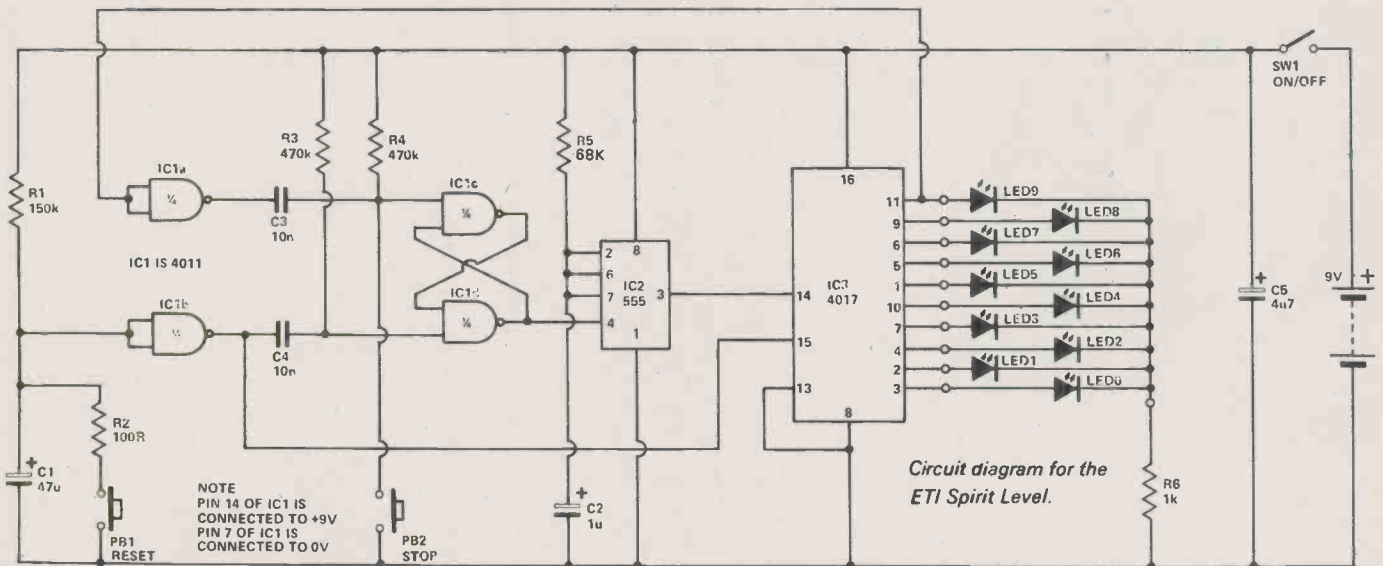 SW1
ON/OFF
R3
470k
R4
470k
R5
68K
IC1a
¼
IC1c
¼
R1
150k
C3
10n
IC1 IS 4011
IC1b
C4
10n
IC1d
¼
2
6
7
8
IC2
555
3
4
1
16
14
15
13
IC3
4017
8
11
9
6
5
1
10
7
4
2
3
LED9
LED8
LED7
LED6
LED5
LED4
LED3
LED2
LED1
LED0
C5
4u7
9V
+
+
R2
100R
+
C1
47u
PB1
RESET
NOTE
PIN 14 OF IC1 IS
CONNECTED TO +9V
PIN 7 OF IC1 IS
CONNECTED TO 0V
PB2
STOP
+
C2
1u
Circuit diagram for the
ETI Spirit Level.
R6
1k